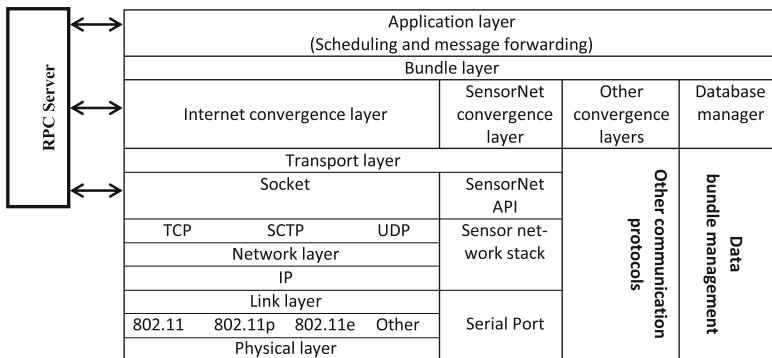 RPC Server
Application layer
(Scheduling and message forwarding)
Bundle layer
Internet convergence layer
SensorNet
convergence
layer
Other
convergence
layers
Database
manager
Transport layer
Socket
SensorNet
API
TCP SCTP UDP
Sensor net-
work stack
Network layer
IP
Link layer
802.11 802.11p 802.11e Other
Serial Port
Physical layer
Other communication
protocols
Data
bundle management